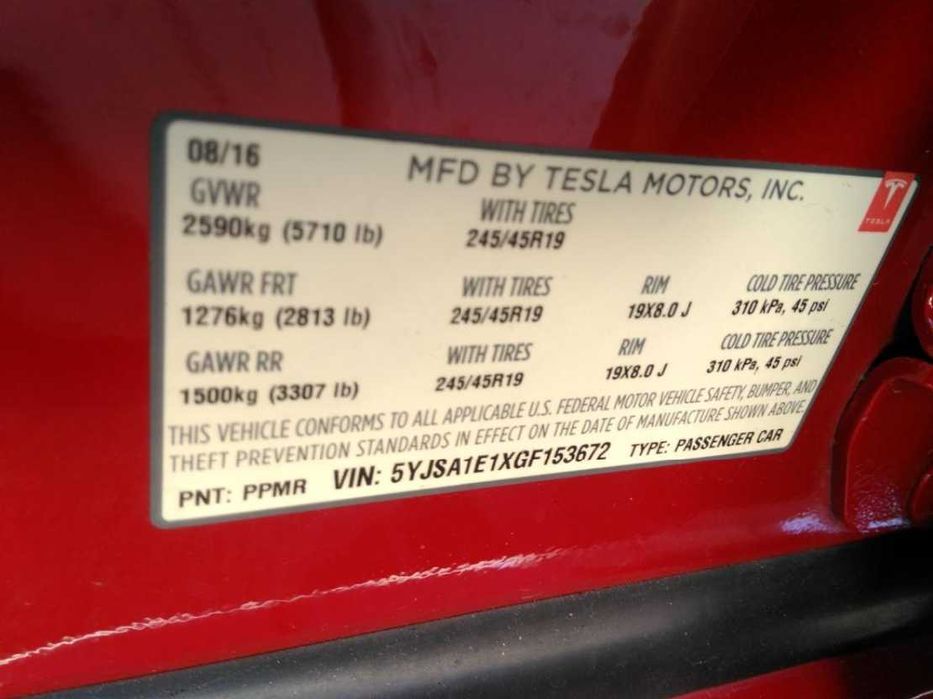 08/16
MFD BY TESLA MOTORS, INC.
TESLA
GVWR
WITH TIRES
2590kg (5710 lb)
245/45R19
GAWR FRT WITH TIRES RIM COLD TIRE PRESSURE
1276kg (2813 lb) 245/45R19 19X8.0 J 310 kPa, 45 psi
GAWR RR WITH TIRES RIM COLD TIRE PRESSURE
1500kg (3307 lb) 245/45R19 19X8.0 J 310 kPa, 45 psi
THIS VEHICLE CONFORMS TO ALL APPLICABLE U.S. FEDERAL MOTOR VEHICLE SAFETY, BUMPER, AND
THEFT PREVENTION STANDARDS IN EFFECT ON THE DATE OF MANUFACTURE SHOWN ABOVE.
PNT: PPMR VIN: 5YJSA1E1XGF153672 TYPE: PASSENGER CAR